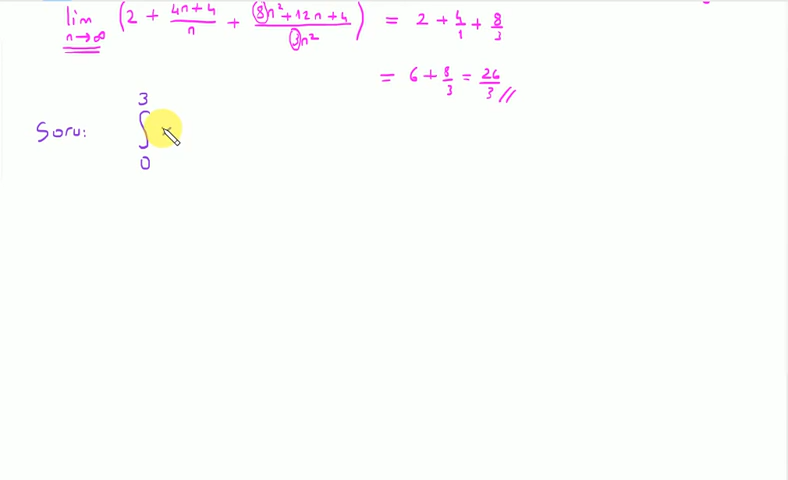 lim n→∞ (2 + 4n+4/n + 8n²+12n+4/3n²) = 2 + 4/1 + 8/3
= 6 + 8/3 = 26/3 //
Soru: ∫₀³